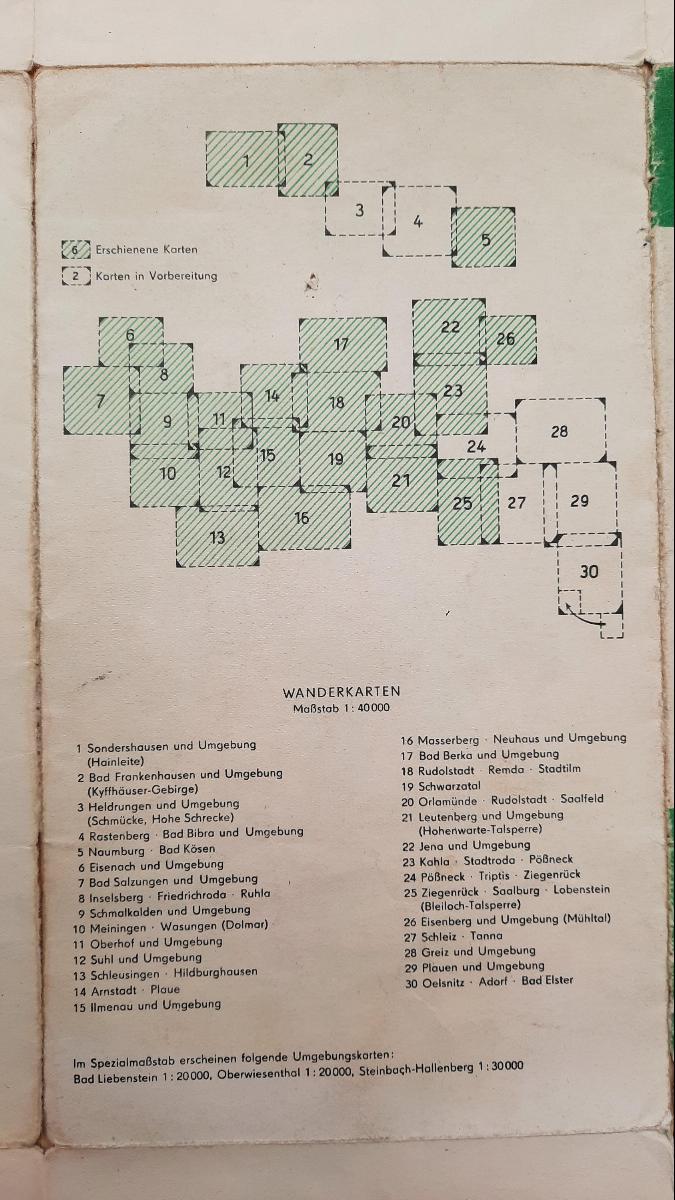 1
2
3
4
5
6 Erschienene Karten
2 Karten in Vorbereitung
6
17
22
26
8
7
14
18
23
9
11
20
28
24
15
10
12
19
21
25
27
29
16
13
30
WANDERKARTEN
Maßstab 1 : 40 000
1 Sondershausen und Umgebung
(Hainleite)
2 Bad Frankenhausen und Umgebung
(Kyffhäuser-Gebirge)
3 Heldrungen und Umgebung
(Schmücke, Hohe Schrecke)
4 Rastenberg · Bad Bibra und Umgebung
5 Naumburg · Bad Kösen
6 Eisenach und Umgebung
7 Bad Salzungen und Umgebung
8 Inselsberg · Friedrichroda · Ruhla
9 Schmalkalden und Umgebung
10 Meiningen · Wasungen (Dolmar)
11 Oberhof und Umgebung
12 Suhl und Umgebung
13 Schleusingen · Hildburghausen
14 Arnstadt · Plaue
15 Ilmenau und Umgebung
16 Masserberg · Neuhaus und Umgebung
17 Bad Berka und Umgebung
18 Rudolstadt · Remda · Stadtilm
19 Schwarzatal
20 Orlamünde · Rudolstadt · Saalfeld
21 Leutenberg und Umgebung
(Hohenwarte-Talsperre)
22 Jena und Umgebung
23 Kahla · Stadtroda · Pößneck
24 Pößneck · Triptis · Ziegenrück
25 Ziegenrück · Saalburg · Lobenstein
(Bleiloch-Talsperre)
26 Eisenberg und Umgebung (Mühltal)
27 Schleiz · Tanna
28 Greiz und Umgebung
29 Plauen und Umgebung
30 Oelsnitz · Adorf · Bad Elster
Im Spezialmaßstab erscheinen folgende Umgebungskarten:
Bad Liebenstein 1 : 20 000, Oberwiesenthal 1 : 20 000, Steinbach-Hallenberg 1 : 30 000